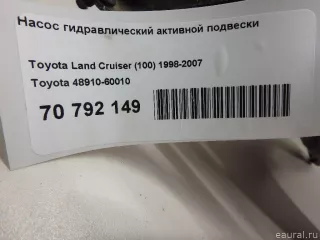 Насос гидравлический активной подвески
Toyota Land Cruiser (100) 1998-2007
Toyota 48910-60010
70 792 149
eaural.ru